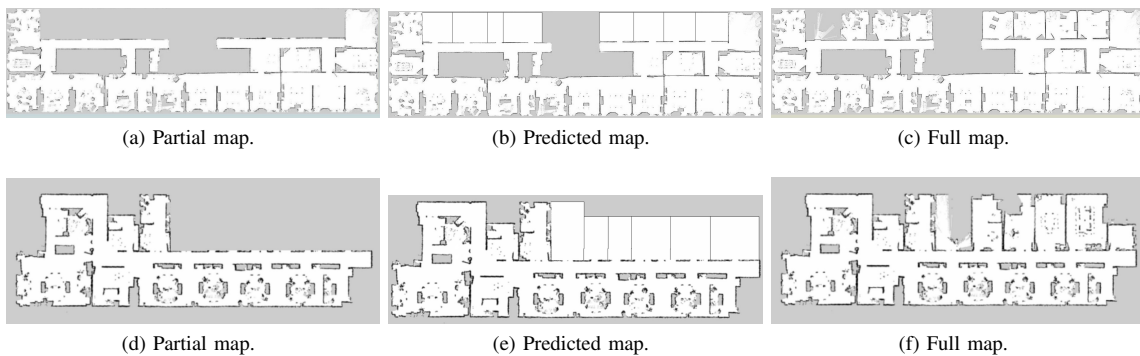 (a) Partial map.
(b) Predicted map.
(c) Full map.
(d) Partial map.
(e) Predicted map.
(f) Full map.